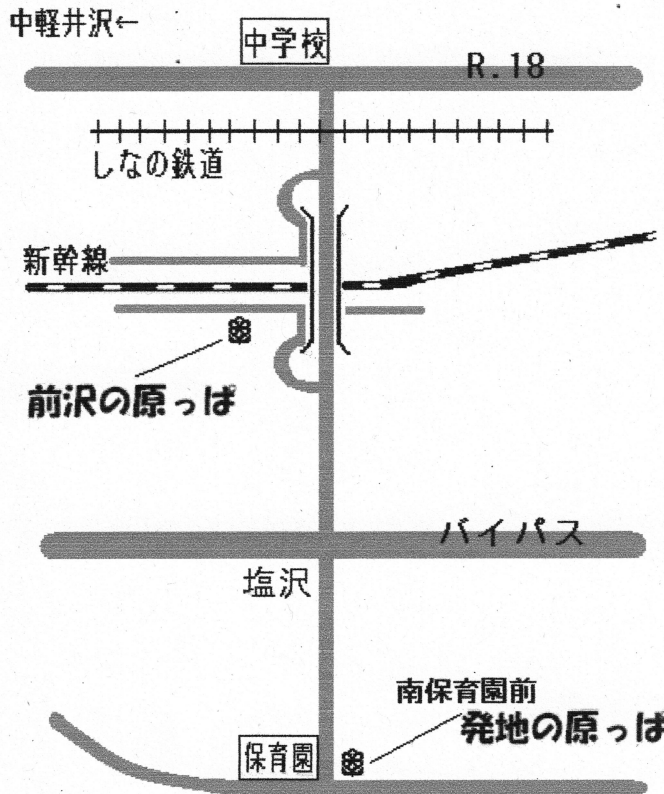 中軽井沢←
中学校
R.18
しなの鉄道
新幹線
前沢の原っぱ
バイパス
塩沢
南保育園前
発地の原っぱ
保育園